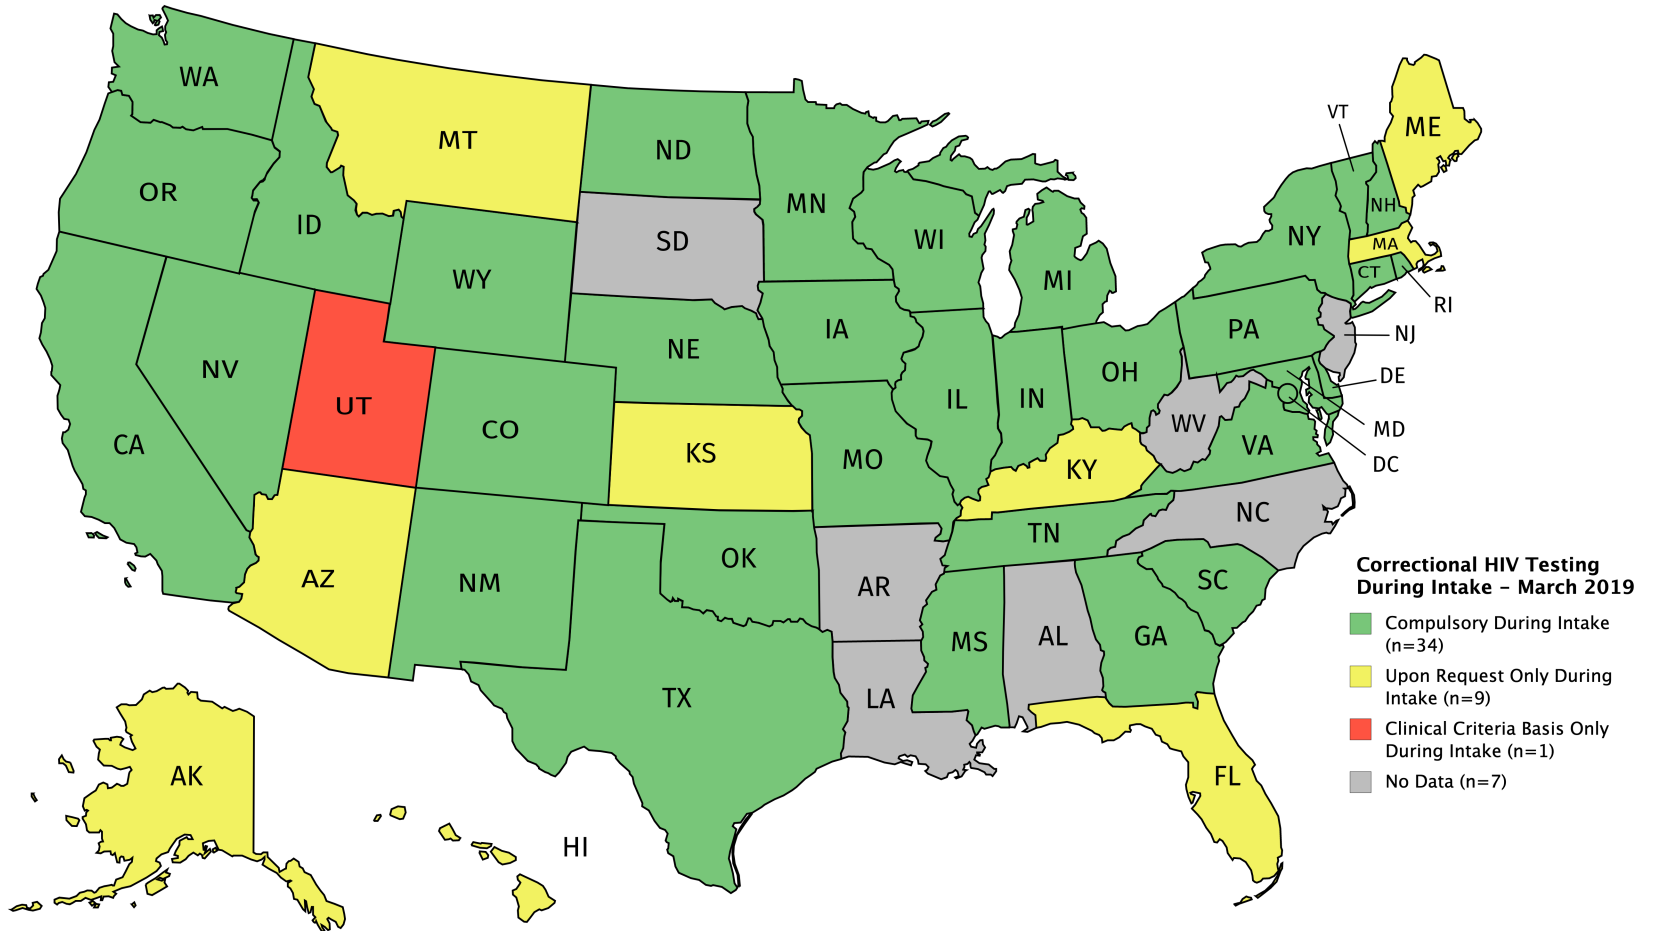 WA
MT
ND
MN
VT
ME
OR
ID
SD
WI
NH
NY
MA
WY
CT
MI
RI
IA
PA
NJ
NE
NV
OH
DE
UT
IL
IN
CO
WV
MD
CA
KS
MO
KY
VA
DC
NC
TN
OK
AZ
NM
AR
SC
MS
AL
GA
TX
LA
AK
FL
HI
Correctional HIV Testing
During Intake – March 2019
Compulsory During Intake
(n=34)
Upon Request Only During
Intake (n=9)
Clinical Criteria Basis Only
During Intake (n=1)
No Data (n=7)